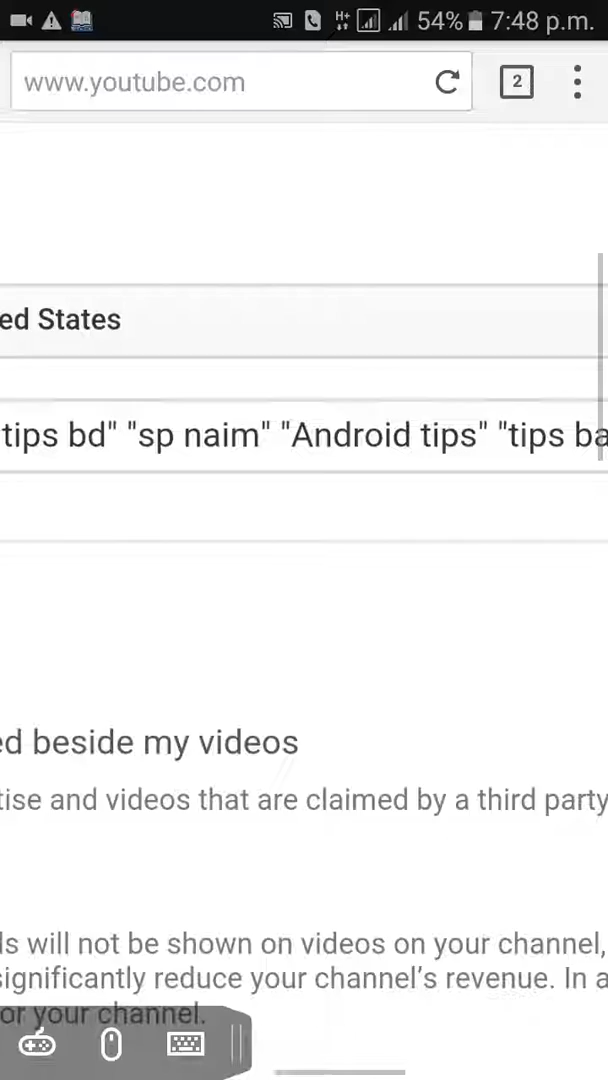 54% 7:48 p.m.
www.youtube.com
2
ed States
tips bd" "sp naim" "Android tips" "tips ba
ed beside my videos
tise and videos that are claimed by a third party
ds will not be shown on videos on your channel,
significantly reduce your channel's revenue. In a
or your channel.